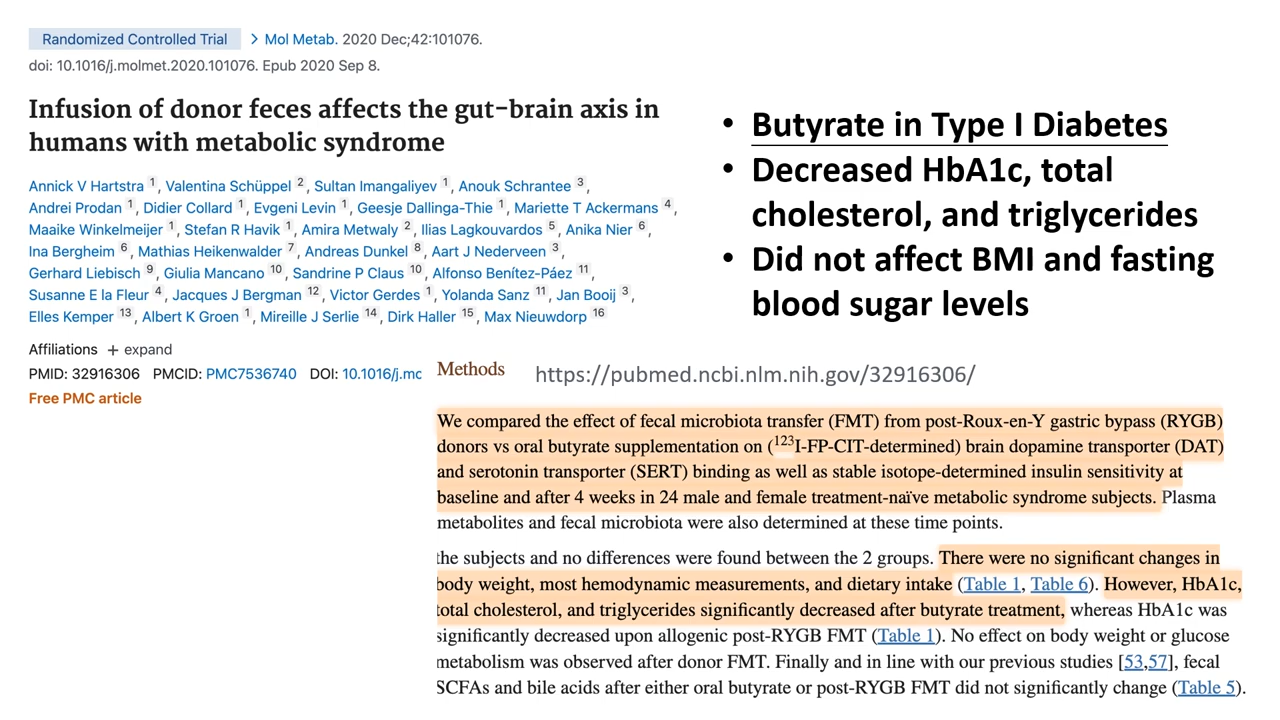 Randomized Controlled Trial > Mol Metab. 2020 Dec;42:101076.
doi: 10.1016/j.molmet.2020.101076. Epub 2020 Sep 8.
Infusion of donor feces affects the gut-brain axis in
humans with metabolic syndrome
Annick V Hartstra 1, Valentina Schüppel 2, Sultan Imangaliyev 1, Anouk Schrantee 3,
Andrei Prodan 1, Didier Collard 1, Evgeni Levin 1, Geesje Dallinga-Thie 1, Mariette T Ackermans 4,
Maaike Winkelmeijer 1, Stefan R Havik 1, Amira Metwaly 2, Ilias Lagkouvardos 5, Anika Nier 6,
Ina Bergheim 6, Mathias Heikenwalder 7, Andreas Dunkel 8, Aart J Nederveen 3,
Gerhard Liebisch 9, Giulia Mancano 10, Sandrine P Claus 10, Alfonso Benítez-Páez 11,
Susanne E la Fleur 4, Jacques J Bergman 12, Victor Gerdes 1, Yolanda Sanz 11, Jan Booij 3,
Elles Kemper 13, Albert K Groen 1, Mireille J Serlie 14, Dirk Haller 15, Max Nieuwdorp 16
Affiliations + expand
PMID: 32916306 PMCID: PMC7536740 DOI: 10.1016/j.mc
Free PMC article
• Butyrate in Type I Diabetes
• Decreased HbA1c, total
cholesterol, and triglycerides
• Did not affect BMI and fasting
blood sugar levels
Methods
https://pubmed.ncbi.nlm.nih.gov/32916306/
We compared the effect of fecal microbiota transfer (FMT) from post-Roux-en-Y gastric bypass (RYGB)
donors vs oral butyrate supplementation on (123I-FP-CIT-determined) brain dopamine transporter (DAT)
and serotonin transporter (SERT) binding as well as stable isotope-determined insulin sensitivity at
baseline and after 4 weeks in 24 male and female treatment-naïve metabolic syndrome subjects. Plasma
metabolites and fecal microbiota were also determined at these time points.
the subjects and no differences were found between the 2 groups. There were no significant changes in
body weight, most hemodynamic measurements, and dietary intake (Table 1, Table 6). However, HbA1c,
total cholesterol, and triglycerides significantly decreased after butyrate treatment, whereas HbA1c was
significantly decreased upon allogenic post-RYGB FMT (Table 1). No effect on body weight or glucose
metabolism was observed after donor FMT. Finally and in line with our previous studies [53,57], fecal
SCFAs and bile acids after either oral butyrate or post-RYGB FMT did not significantly change (Table 5).